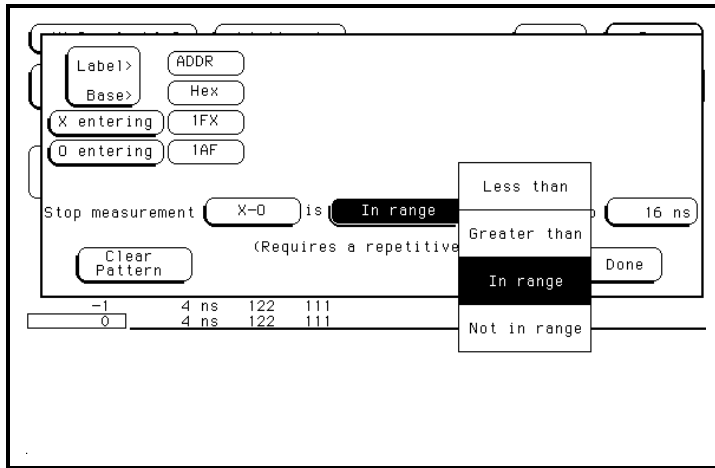 Label> ADDR
Base> Hex
X entering 1FX
O entering 1AF
Less than
Stop measurement X-O is In range 16 ns
Greater than
(Requires a repetitive
Clear
Pattern
In range
Done
Not in range
-1 4 ns 122 111
0 4 ns 122 111